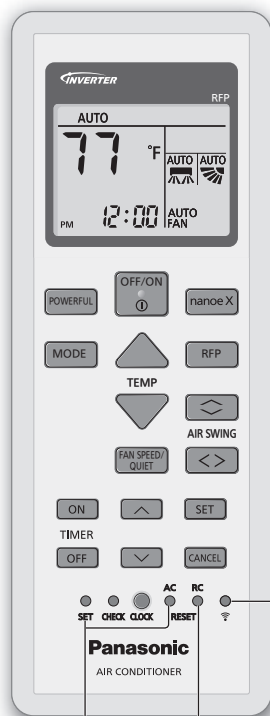 INVERTER
RFP
AUTO
77 °F
AUTO AUTO
PM 12:00 AUTO FAN
OFF/ON
POWERFUL
nanoe X
MODE
RFP
TEMP
AIR SWING
FAN SPEED/
QUIET
ON
SET
TIMER
OFF
CANCEL
AC RC
SET CHECK CLOCK RESET
Panasonic
AIR CONDITIONER